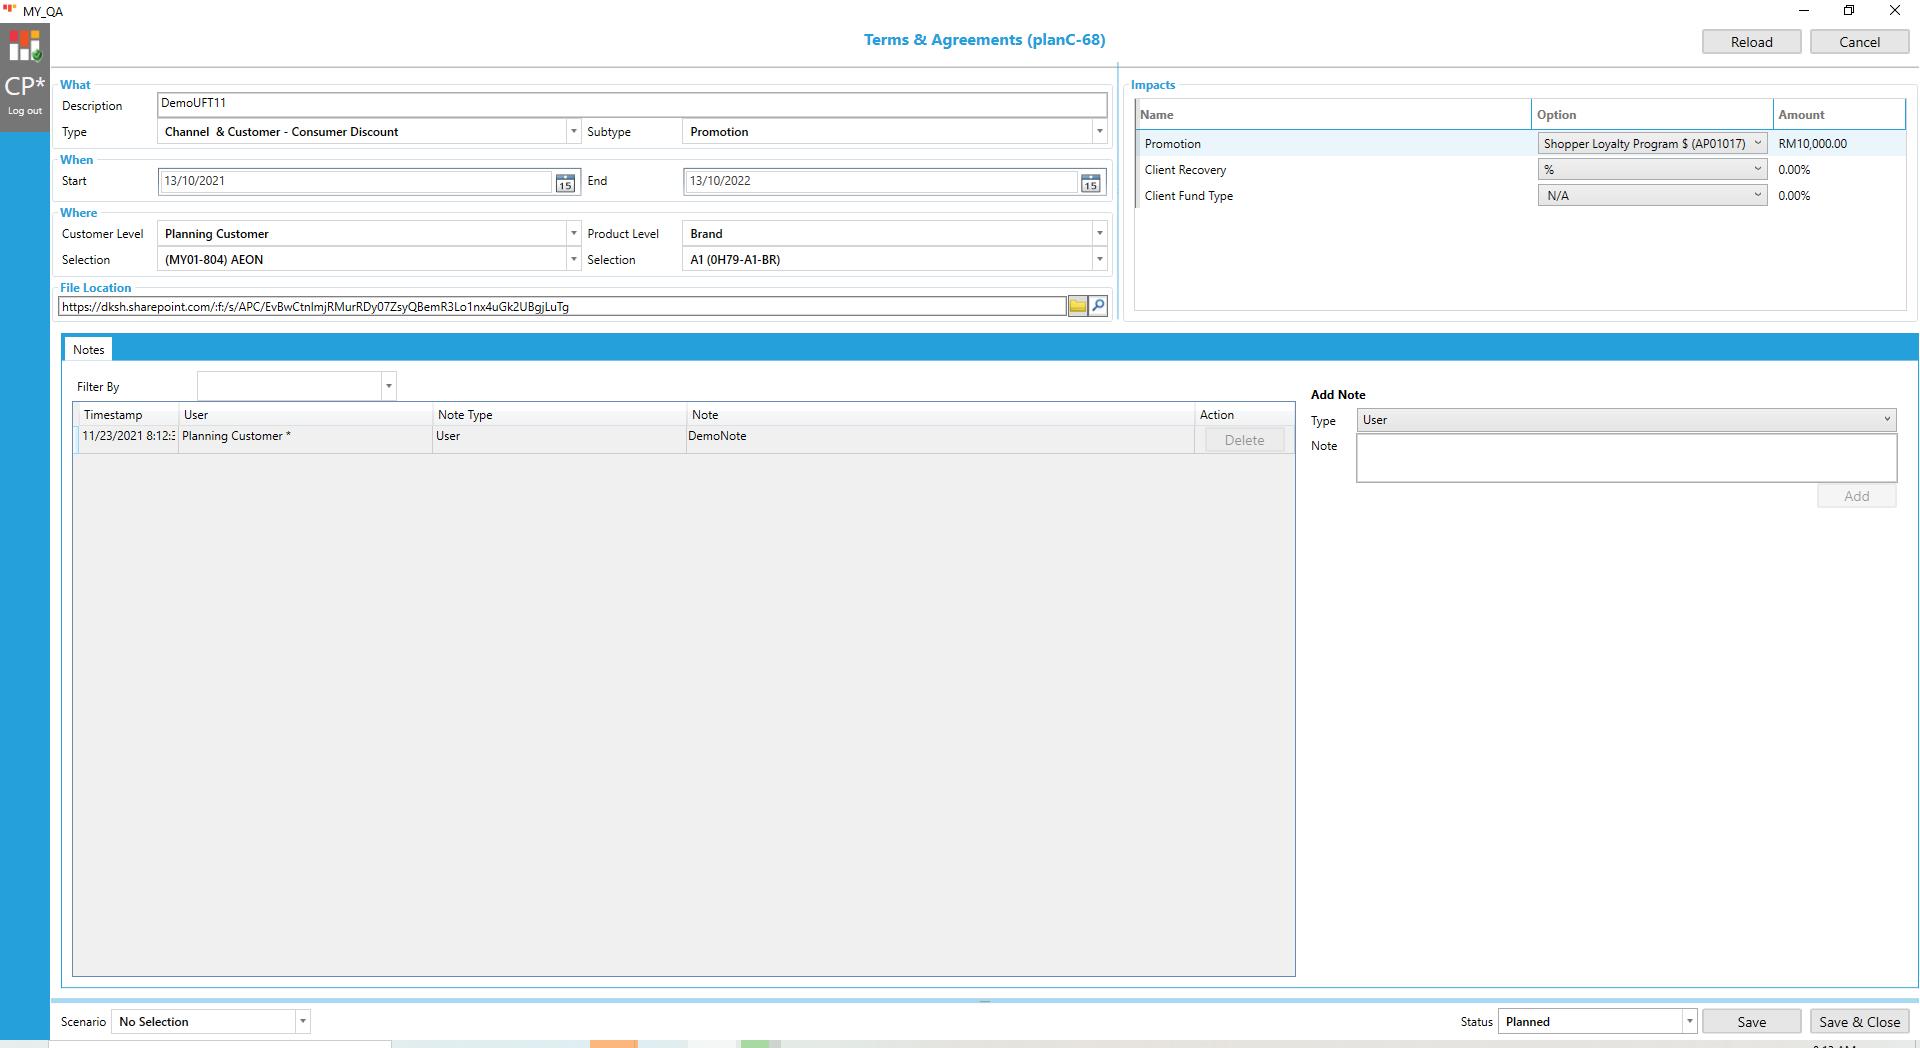 MY_QA
CP*
Log out
Terms & Agreements (planC-68)
Reload
Cancel
What
Description DemoUFT11
Type Channel & Customer - Consumer Discount Subtype Promotion
When
Start 13/10/2021 15 End 13/10/2022 15
Where
Customer Level Planning Customer Product Level Brand
Selection (MY01-804) AEON Selection A1 (0H79-A1-BR)
File Location
https://dksh.sharepoint.com/:f:/s/APC/EvBwCtnImjRMurRDy07ZsyQBemR3Lo1nx4uGk2UBgjLuTg
Impacts
Name Option Amount
Promotion Shopper Loyalty Program $ (AP01017) RM10,000.00
Client Recovery % 0.00%
Client Fund Type N/A 0.00%
Notes
Filter By
Timestamp User Note Type Note Action
11/23/2021 8:12:3 Planning Customer * User DemoNote Delete
Add Note
Type User
Note
Add
Scenario No Selection
Status Planned Save Save & Close